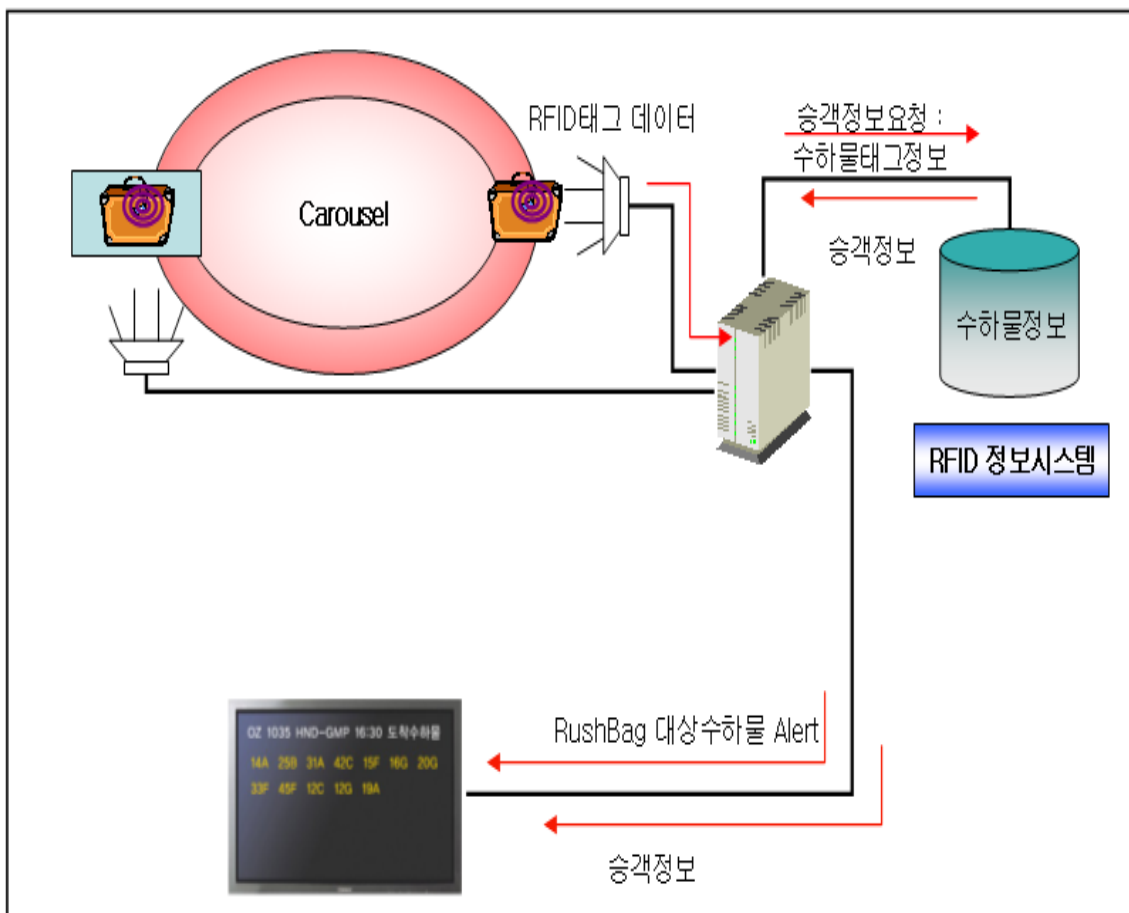 RFID태그 데이터
승객정보요청 :
수하물태그정보
Carousel
승객정보
수하물정보
RFID 정보시스템
RushBag 대상수하물 Alert
OZ 1035 HND-GMP 16:30 도착수하물
14A 25B 31A 42C 15F 16G 20G
33F 45F 12C 12G 19A
승객정보